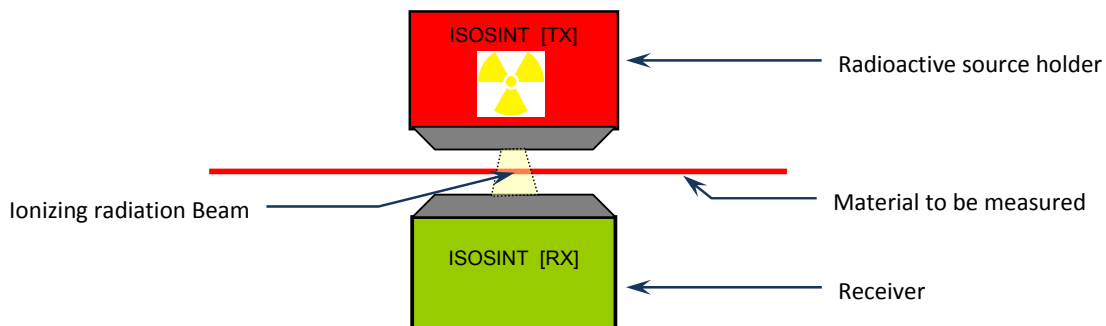 ISOSINT [TX]
Radioactive source holder
Ionizing radiation Beam
Material to be measured
ISOSINT [RX]
Receiver